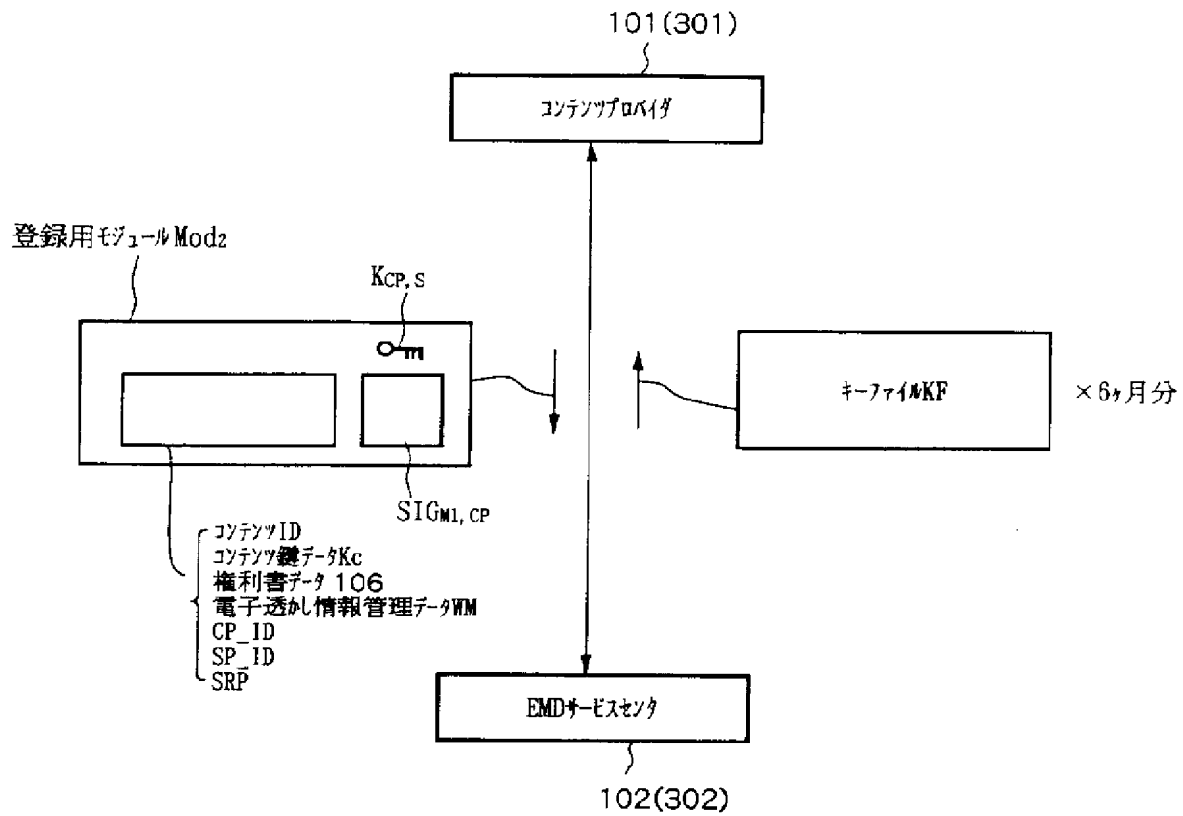 101(301)
コンテンツプロバイダ
登録用モジュールMod2
KCP,S
キーファイルKF
×6ヶ月分
SIGM1,CP
コンテンツID
コンテンツ鍵データKc
権利書データ106
電子透かし情報管理データWM
CP_ID
SP_ID
SRP
EMDサービスセンタ
102(302)